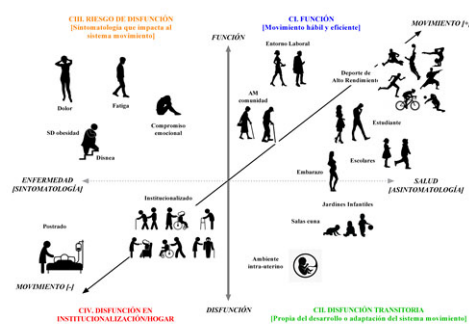 CIII. RIESGO DE DISFUNCIÓN
[Sintomatología que impacta al
sistema movimiento]
CI. FUNCIÓN
[Movimiento hábil y eficiente]
MOVIMIENTO [+]
FUNCIÓN
Entorno Laboral
Deporte de
Alto Rendimiento
Dolor
Fatiga
Compromiso
emocional
AM
comunidad
Estudiante
SD obesidad
Disnea
Escolares
ENFERMEDAD
[SINTOMATOLOGÍA]
Embarazo
SALUD
[ASINTOMATOLOGÍA]
Institucionalizado
Jardines Infantiles
Salas cuna
Postrado
Ambiente
intra-uterino
MOVIMIENTO [-]
CIV. DISFUNCIÓN EN
INSTITUCIONALIZACIÓN/HOGAR
DISFUNCIÓN
CII. DISFUNCIÓN TRANSITORIA
[Propia del desarrollo o adaptación del sistema movimiento]